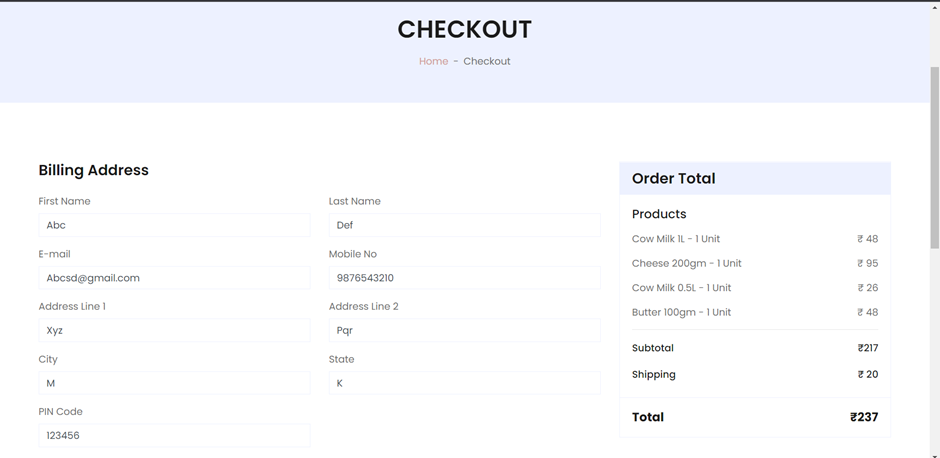 CHECKOUT
Home - Checkout
Billing Address
First Name
Last Name
Abc
Def
E-mail
Mobile No
Abcsd@gmail.com
9876543210
Address Line 1
Address Line 2
Xyz
Pqr
City
State
M
K
PIN Code
123456
Order Total
Products
Cow Milk 1L - 1 Unit ₹ 48
Cheese 200gm - 1 Unit ₹ 95
Cow Milk 0.5L - 1 Unit ₹ 26
Butter 100gm - 1 Unit ₹ 48
Subtotal ₹217
Shipping ₹ 20
Total ₹237